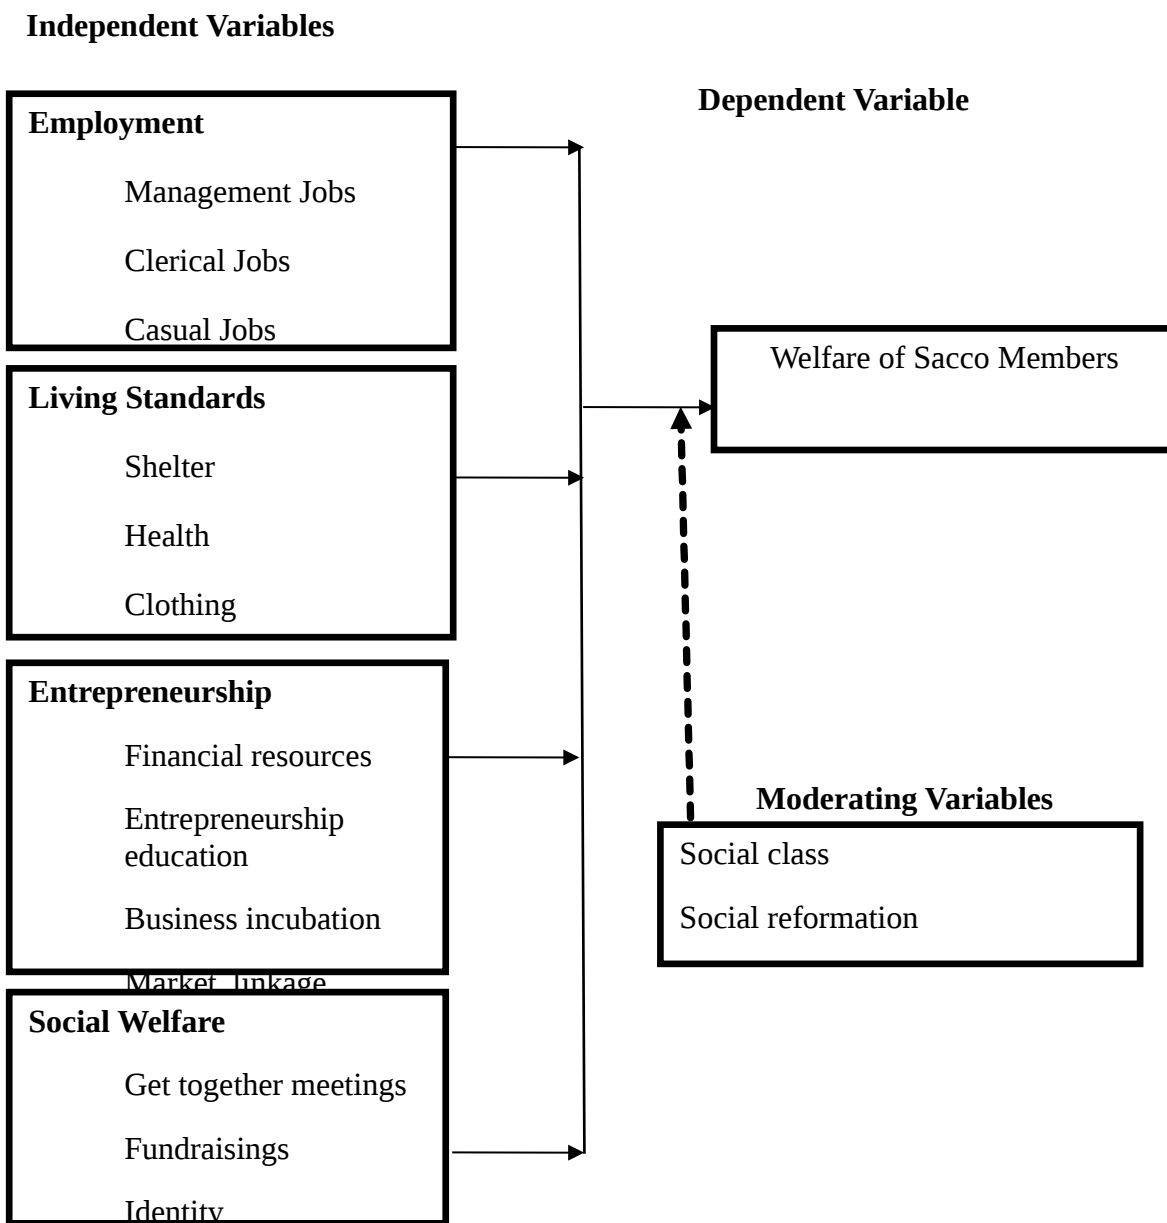 Independent Variables
Employment
Management Jobs
Clerical Jobs
Casual Jobs
Living Standards
Shelter
Health
Clothing
Entrepreneurship
Financial resources
Entrepreneurship
education
Business incubation
Market linkage
Social Welfare
Get together meetings
Fundraisings
Identity
Dependent Variable
Welfare of Sacco Members
Moderating Variables
Social class
Social reformation